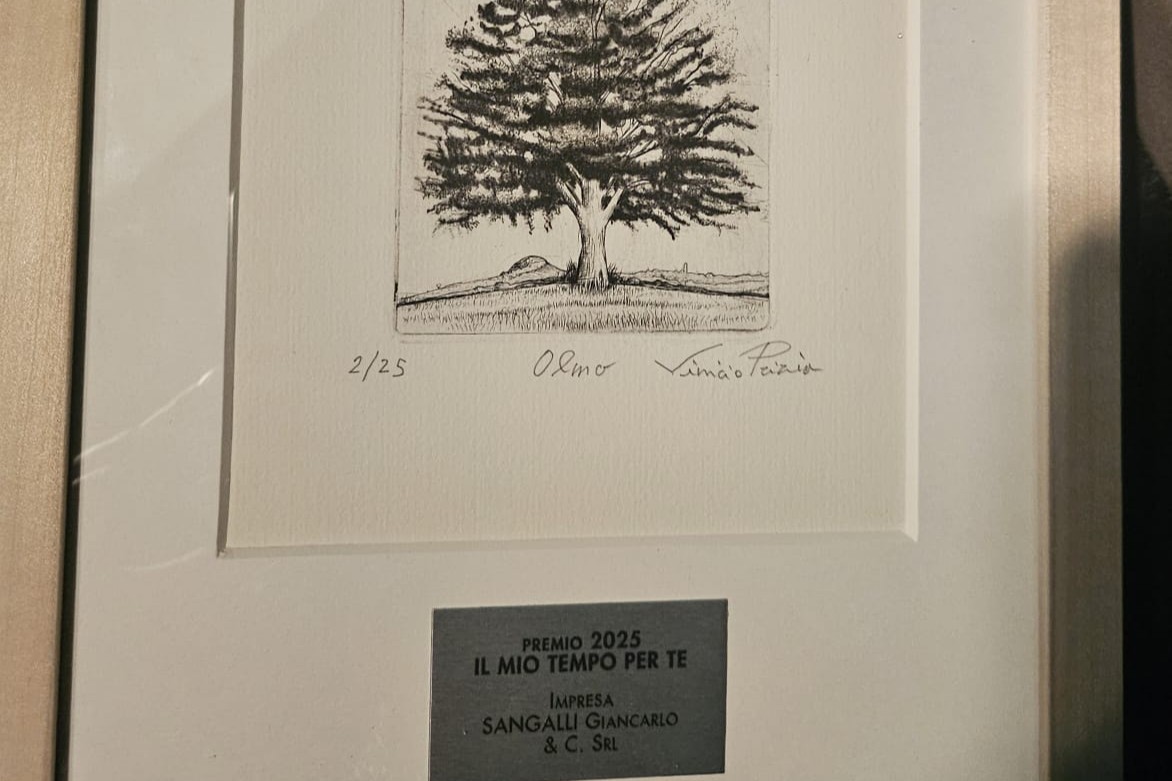 2/25 Olmo
PREMIO 2025
IL MIO TEMPO PER TE
IMPRESA
SANGALLI GIANCARLO
& C. SRL